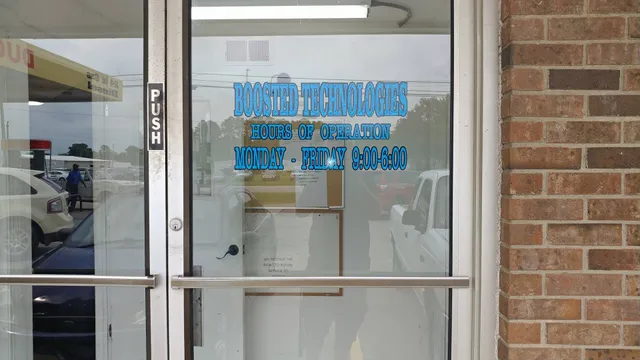 BOOSTED TECHNOLOGIES
HOURS OF OPERATION
MONDAY - FRIDAY 9:00-6:00
PUSH